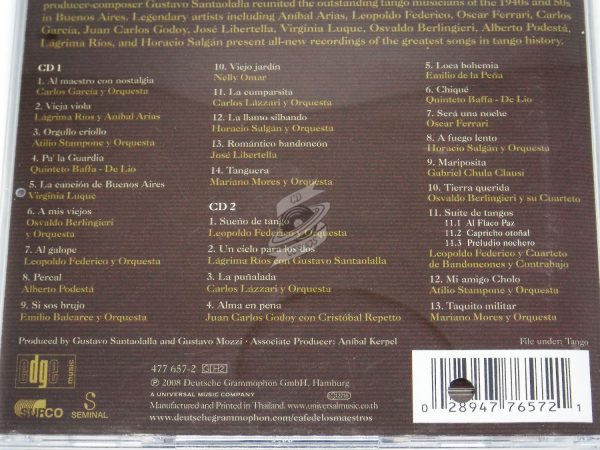 producer-composer Gustavo Santaolalla reunited the outstanding tango musicians of the 1940s and 50s
in Buenos Aires. Legendary artists including Aníbal Arias, Leopoldo Federico, Oscar Ferrari, Carlos
García, Juan Carlos Godoy, José Libertella, Virginia Luque, Osvaldo Berlingieri, Alberto Podestá,
Lágrima Ríos, and Horacio Salgán present all-new recordings of the greatest songs in tango history.
CD 1
1. Al maestro con nostalgia
Carlos García y Orquesta
2. Vieja viola
Lágrima Ríos y Aníbal Arias
3. Orgullo criollo
Atilio Stampone y Orquesta
4. Pa' la Guardia
Quinteto Baffa - De Lio
5. La canción de Buenos Aires
Virginia Luque
6. A mis viejos
Osvaldo Berlingieri
y Orquesta
7. Al galope
Leopoldo Federico y Orquesta
8. Percal
Alberto Podestá
9. Si sos brujo
Emilio Balcarce y Orquesta
10. Viejo jardín
Nelly Omar
11. La cumparsita
Carlos Lázzari y Orquesta
12. La llamo silbando
Horacio Salgán y Orquesta
13. Romántico bandoneón
José Libertella
14. Tanguera
Mariano Mores y Orquesta
CD 2
1. Sueño de tango
Leopoldo Federico y Orquesta
2. Un cielo para los dos
Lágrima Ríos con Gustavo Santaolalla
3. La puñalada
Carlos Lázzari y Orquesta
4. Alma en pena
Juan Carlos Godoy con Cristóbal Repetto
5. Loca bohemia
Emilio de la Peña
6. Chiqué
Quinteto Baffa - De Lio
7. Será una noche
Oscar Ferrari
8. A fuego lento
Horacio Salgán y Orquesta
9. Mariposita
Gabriel Chula Clausi
10. Tierra querida
Osvaldo Berlingieri y su Cuarteto
11. Suite de tangos
11.1 Al Flaco Paz
11.2 Capricho otoñal
11.3 Preludio nochero
Leopoldo Federico y Cuarteto
de Bandoneones y Contrabajo
12. Mi amigo Cholo
Atilio Stampone y Orquesta
13. Taquito militar
Mariano Mores y Orquesta
Produced by Gustavo Santaolalla and Gustavo Mozzi · Associate Producer: Aníbal Kerpel
File under: Tango
edge music
SURCO
S
SEMINAL
477 657-2 GH2
℗ 2008 Deutsche Grammophon GmbH, Hamburg
A UNIVERSAL MUSIC COMPANY
Manufactured and Printed in Thailand. www.universalmusic.co.th
www.deutschegrammophon.com/cafedelosmaestros
0 28947 76572 1
CD